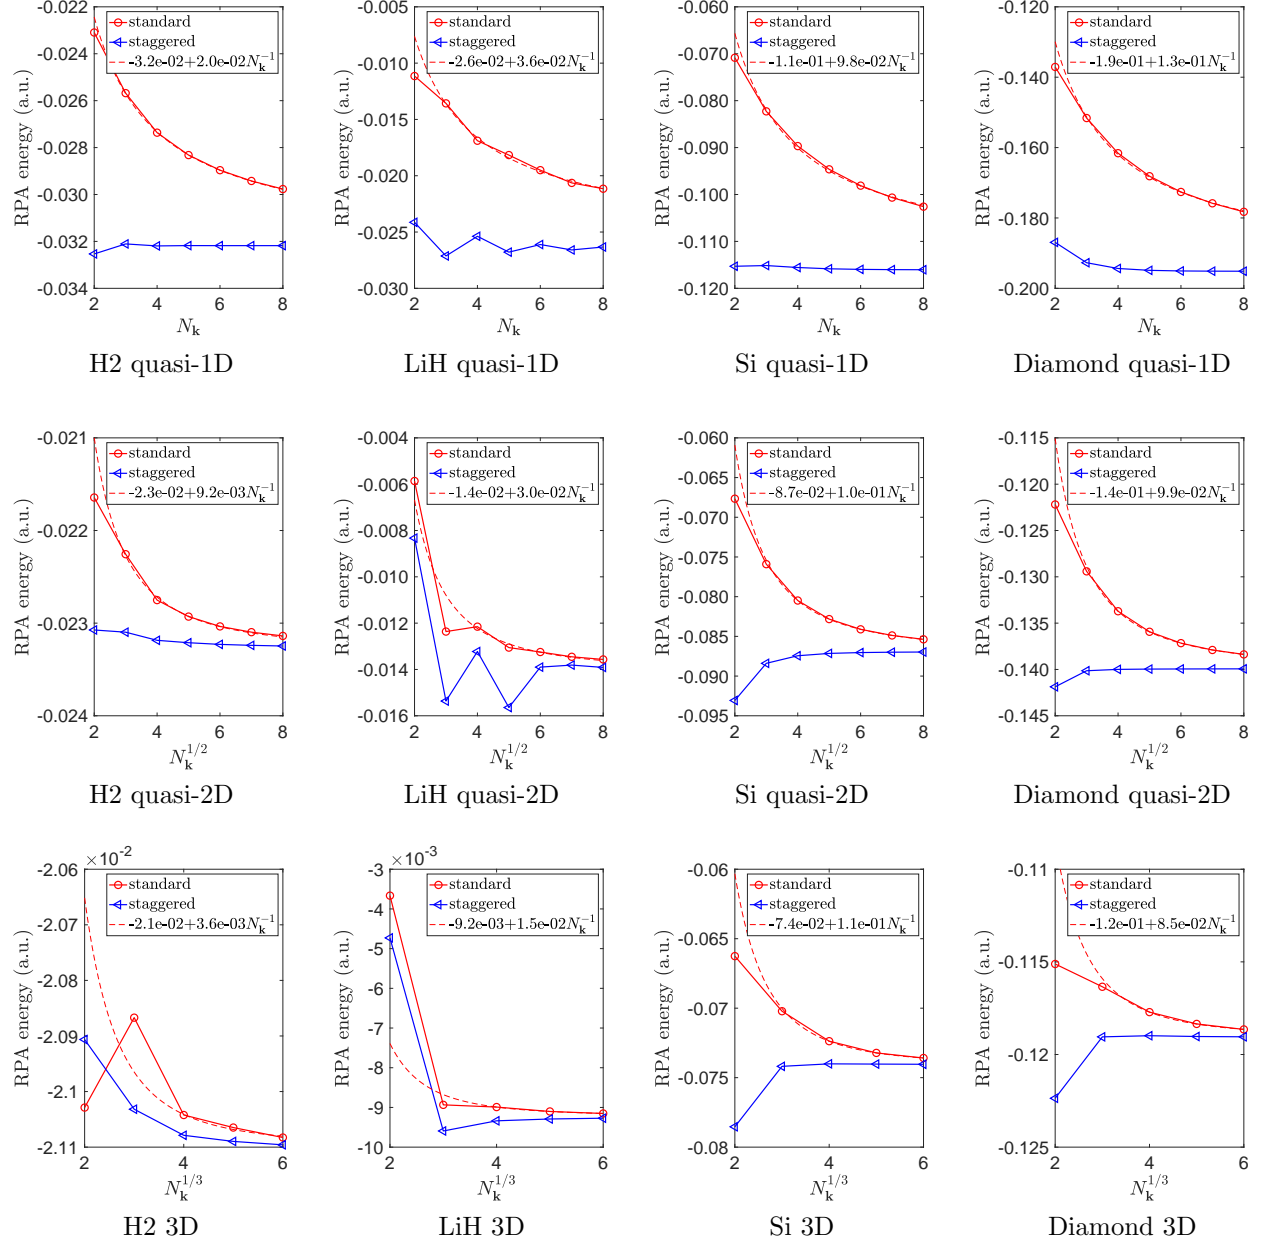 -0.022
-0.024
-0.026
-0.028
-0.030
-0.032
-0.034
RPA energy (a.u.)
standard
staggered
-3.2e-02+2.0e-02N_k^{-1}
2 4 6 8
N_k
H2 quasi-1D
-0.005
-0.010
-0.015
-0.020
-0.025
-0.030
RPA energy (a.u.)
standard
staggered
-2.6e-02+3.6e-02N_k^{-1}
2 4 6 8
N_k
LiH quasi-1D
-0.060
-0.070
-0.080
-0.090
-0.100
-0.110
-0.120
RPA energy (a.u.)
standard
staggered
-1.1e-01+9.8e-02N_k^{-1}
2 4 6 8
N_k
Si quasi-1D
-0.120
-0.140
-0.160
-0.180
-0.200
RPA energy (a.u.)
standard
staggered
-1.9e-01+1.3e-01N_k^{-1}
2 4 6 8
N_k
Diamond quasi-1D
-0.021
-0.022
-0.023
-0.024
RPA energy (a.u.)
standard
staggered
-2.3e-02+9.2e-03N_k^{-1}
2 4 6 8
N_k^{1/2}
H2 quasi-2D
-0.004
-0.006
-0.008
-0.010
-0.012
-0.014
-0.016
RPA energy (a.u.)
standard
staggered
-1.4e-02+3.0e-02N_k^{-1}
2 4 6 8
N_k^{1/2}
LiH quasi-2D
-0.060
-0.065
-0.070
-0.075
-0.080
-0.085
-0.090
-0.095
RPA energy (a.u.)
standard
staggered
-8.7e-02+1.0e-01N_k^{-1}
2 4 6 8
N_k^{1/2}
Si quasi-2D
-0.115
-0.120
-0.125
-0.130
-0.135
-0.140
-0.145
RPA energy (a.u.)
standard
staggered
-1.4e-01+9.9e-02N_k^{-1}
2 4 6 8
N_k^{1/2}
Diamond quasi-2D
×10^{-2}
-2.06
-2.07
-2.08
-2.09
-2.1
-2.11
RPA energy (a.u.)
standard
staggered
-2.1e-02+3.6e-03N_k^{-1}
2 4 6
N_k^{1/3}
H2 3D
×10^{-3}
-3
-4
-5
-6
-7
-8
-9
-10
RPA energy (a.u.)
standard
staggered
-9.2e-03+1.5e-02N_k^{-1}
2 4 6
N_k^{1/3}
LiH 3D
-0.06
-0.065
-0.07
-0.075
-0.08
RPA energy (a.u.)
standard
staggered
-7.4e-02+1.1e-01N_k^{-1}
2 4 6
N_k^{1/3}
Si 3D
-0.11
-0.115
-0.12
-0.125
RPA energy (a.u.)
standard
staggered
-1.2e-01+8.5e-02N_k^{-1}
2 4 6
N_k^{1/3}
Diamond 3D